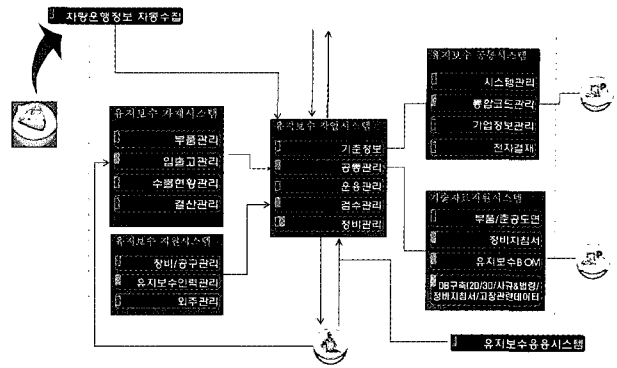 차량운행정보 자동수집
유지보수 자재시스템
부품관리
입출고관리
수불현황관리
결산관리
유지보수 지원시스템
장비/공구관리
유지보수인력관리
외주관리
유지보수 작업시스템
기준정보
공통관리
운용관리
검수관리
정비관리
유지보수 공통시스템
시스템관리
통합코드관리
기업정보관리
전자결재
기술자료지원시스템
부품/준공도면
정비지침서
유지보수BOM
DB구축(2D/3D/사규&법령/
정비지침서/고장관련데이터
유지보수응용시스템